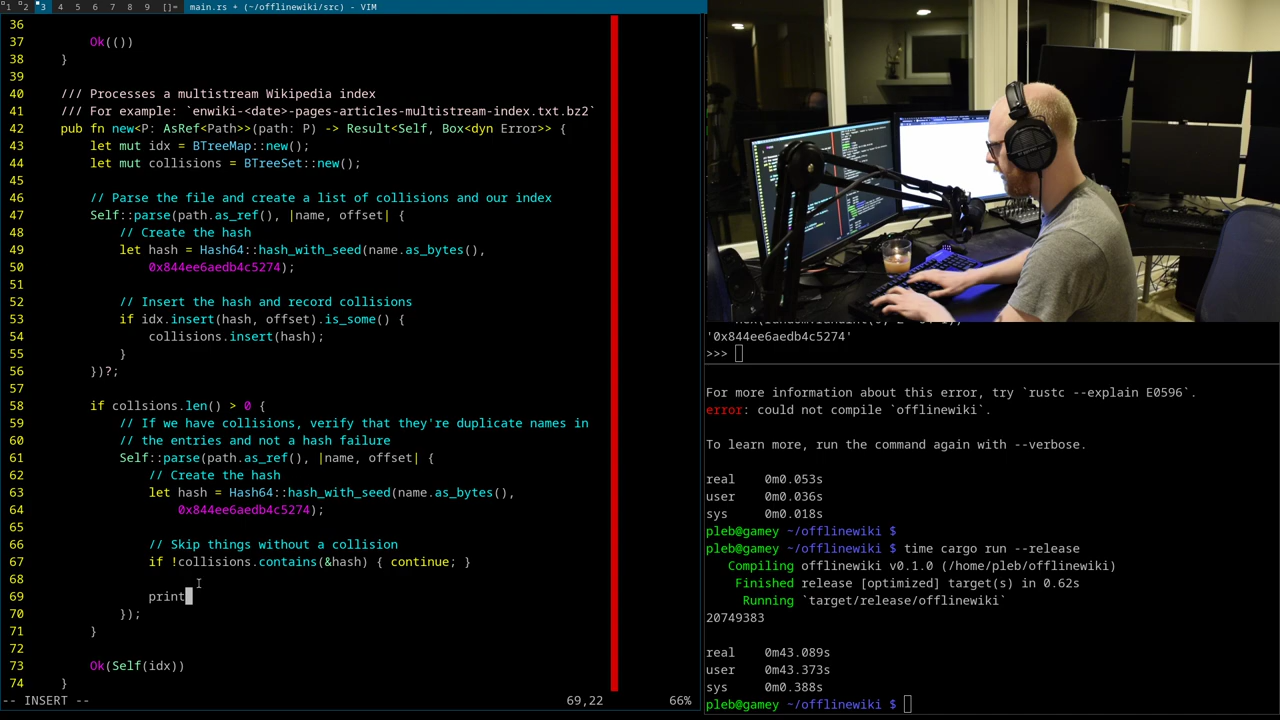 1 2 3 4 5 6 7 8 9 []= main.rs + (~/offlinewiki/src) - VIM
36
37 Ok(())
38 }
39
40 /// Processes a multistream Wikipedia index
41 /// For example: `enwiki-<date>-pages-articles-multistream-index.txt.bz2`
42 pub fn new<P: AsRef<Path>>(path: P) -> Result<Self, Box<dyn Error>> {
43 let mut idx = BTreeMap::new();
44 let mut collisions = BTreeSet::new();
45
46 // Parse the file and create a list of collisions and our index
47 Self::parse(path.as_ref(), |name, offset| {
48 // Create the hash
49 let hash = Hash64::hash_with_seed(name.as_bytes(),
50 0x844ee6aedb4c5274);
51
52 // Insert the hash and record collisions
53 if idx.insert(hash, offset).is_some() {
54 collisions.insert(hash);
55 }
56 })?;
57
58 if collsions.len() > 0 {
59 // If we have collisions, verify that they're duplicate names in
60 // the entries and not a hash failure
61 Self::parse(path.as_ref(), |name, offset| {
62 // Create the hash
63 let hash = Hash64::hash_with_seed(name.as_bytes(),
64 0x844ee6aedb4c5274);
65
66 // Skip things without a collision
67 if !collisions.contains(&hash) { continue; }
68
69 print
70 });
71 }
72
73 Ok(Self(idx))
74 }
-- INSERT -- 69,22 66%
'0x844ee6aedb4c5274'
>>>
For more information about this error, try `rustc --explain E0596`.
error: could not compile `offlinewiki`.
To learn more, run the command again with --verbose.
real 0m0.053s
user 0m0.036s
sys 0m0.018s
pleb@gamey ~/offlinewiki $
pleb@gamey ~/offlinewiki $ time cargo run --release
Compiling offlinewiki v0.1.0 (/home/pleb/offlinewiki)
Finished release [optimized] target(s) in 0.62s
Running `target/release/offlinewiki`
20749383
real 0m43.089s
user 0m43.373s
sys 0m0.388s
pleb@gamey ~/offlinewiki $